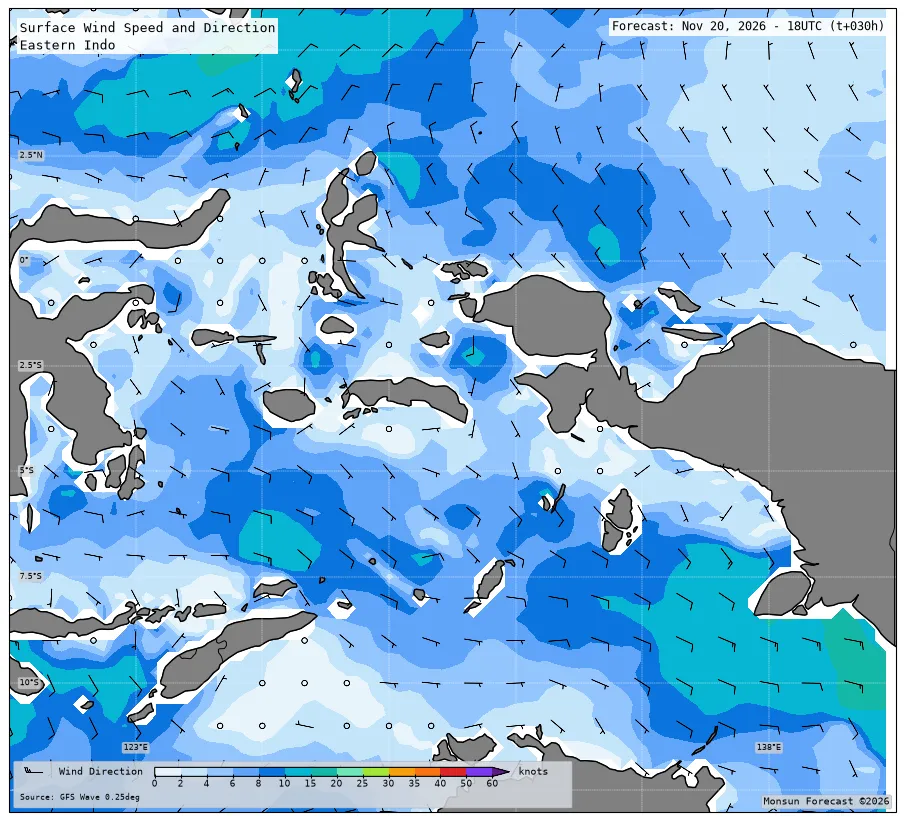 Surface Wind Speed and Direction
Eastern Indo
Forecast: Nov 20, 2026 - 18UTC (t+030h)
2.5°N
0°
2.5°S
5°S
7.5°S
10°S
123°E
138°E
Wind Direction
knots
0 2 4 6 8 10 15 20 25 30 35 40 50 60
Source: GFS Wave 0.25deg
Monsun Forecast ©2026